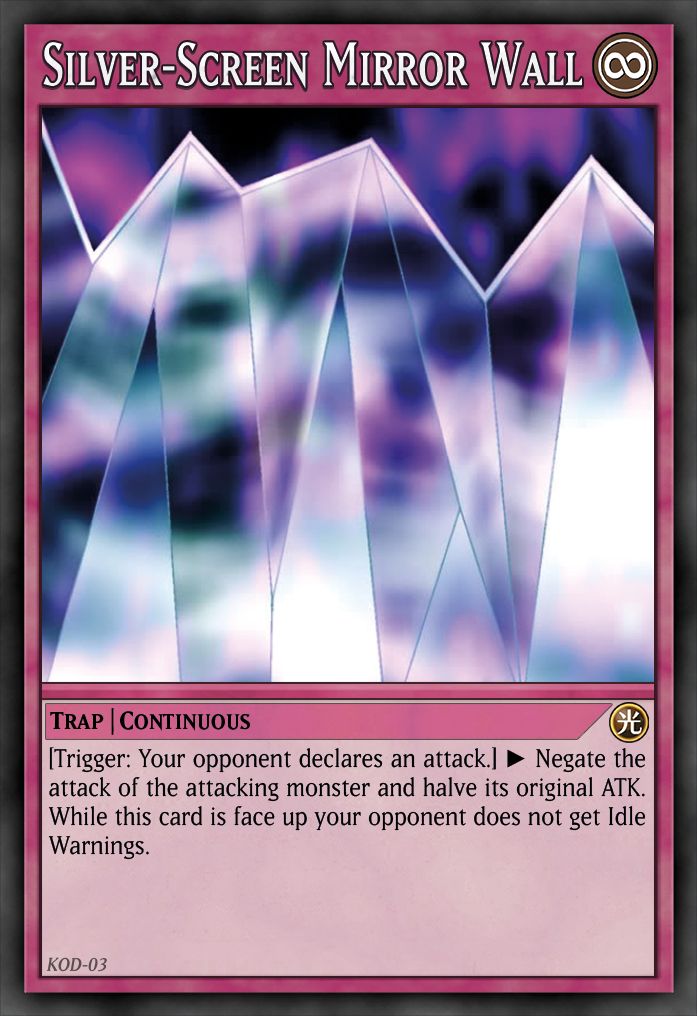 Silver-Screen Mirror Wall
Trap | Continuous
光
[Trigger: Your opponent declares an attack.] ► Negate the
attack of the attacking monster and halve its original ATK.
While this card is face up your opponent does not get Idle
Warnings.
KOD-03